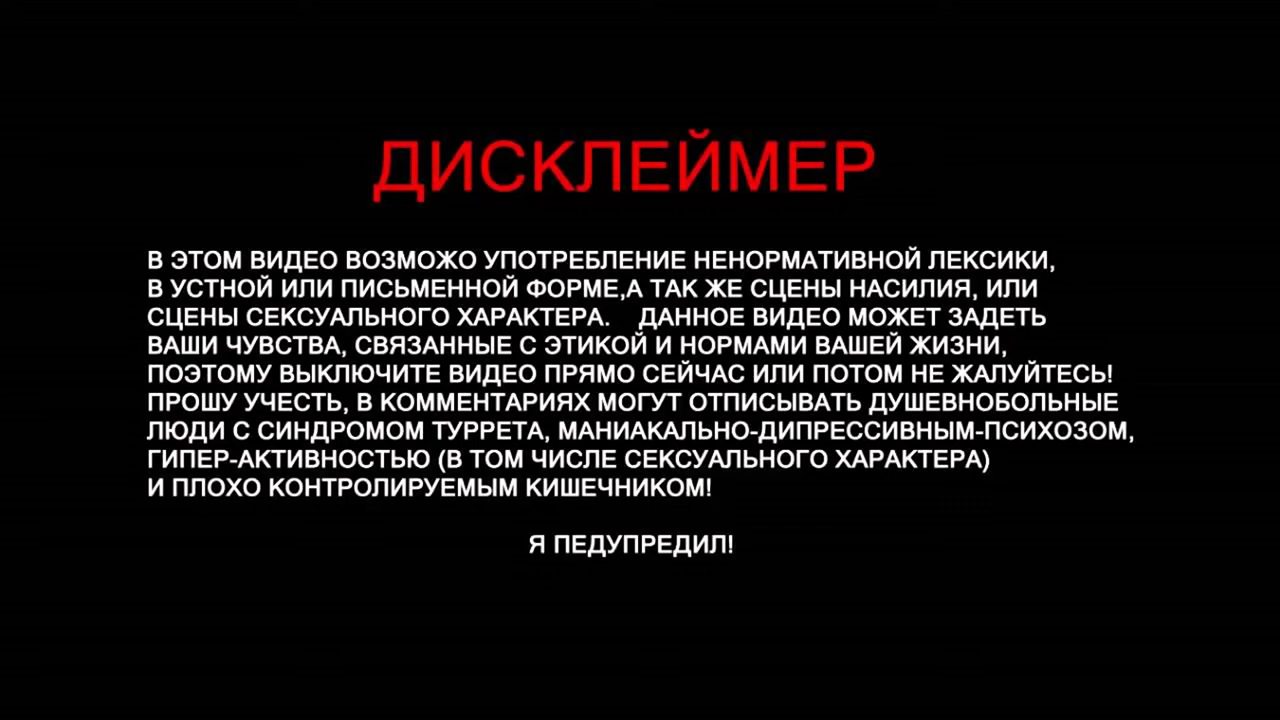 ДИСКЛЕЙМЕР
В ЭТОМ ВИДЕО ВОЗМОЖО УПОТРЕБЛЕНИЕ НЕНОРМАТИВНОЙ ЛЕКСИКИ,
В УСТНОЙ ИЛИ ПИСЬМЕННОЙ ФОРМЕ,А ТАК ЖЕ СЦЕНЫ НАСИЛИЯ, ИЛИ
СЦЕНЫ СЕКСУАЛЬНОГО ХАРАКТЕРА. ДАННОЕ ВИДЕО МОЖЕТ ЗАДЕТЬ
ВАШИ ЧУВСТВА, СВЯЗАННЫЕ С ЭТИКОЙ И НОРМАМИ ВАШЕЙ ЖИЗНИ,
ПОЭТОМУ ВЫКЛЮЧИТЕ ВИДЕО ПРЯМО СЕЙЧАС ИЛИ ПОТОМ НЕ ЖАЛУЙТЕСЬ!
ПРОШУ УЧЕСТЬ, В КОММЕНТАРИЯХ МОГУТ ОТПИСЫВАТЬ ДУШЕВНОБОЛЬНЫЕ
ЛЮДИ С СИНДРОМОМ ТУРРЕТА, МАНИАКАЛЬНО-ДИПРЕССИВНЫМ-ПСИХОЗОМ,
ГИПЕР-АКТИВНОСТЬЮ (В ТОМ ЧИСЛЕ СЕКСУАЛЬНОГО ХАРАКТЕРА)
И ПЛОХО КОНТРОЛИРУЕМЫМ КИШЕЧНИКОМ!
Я ПЕДУПРЕДИЛ!